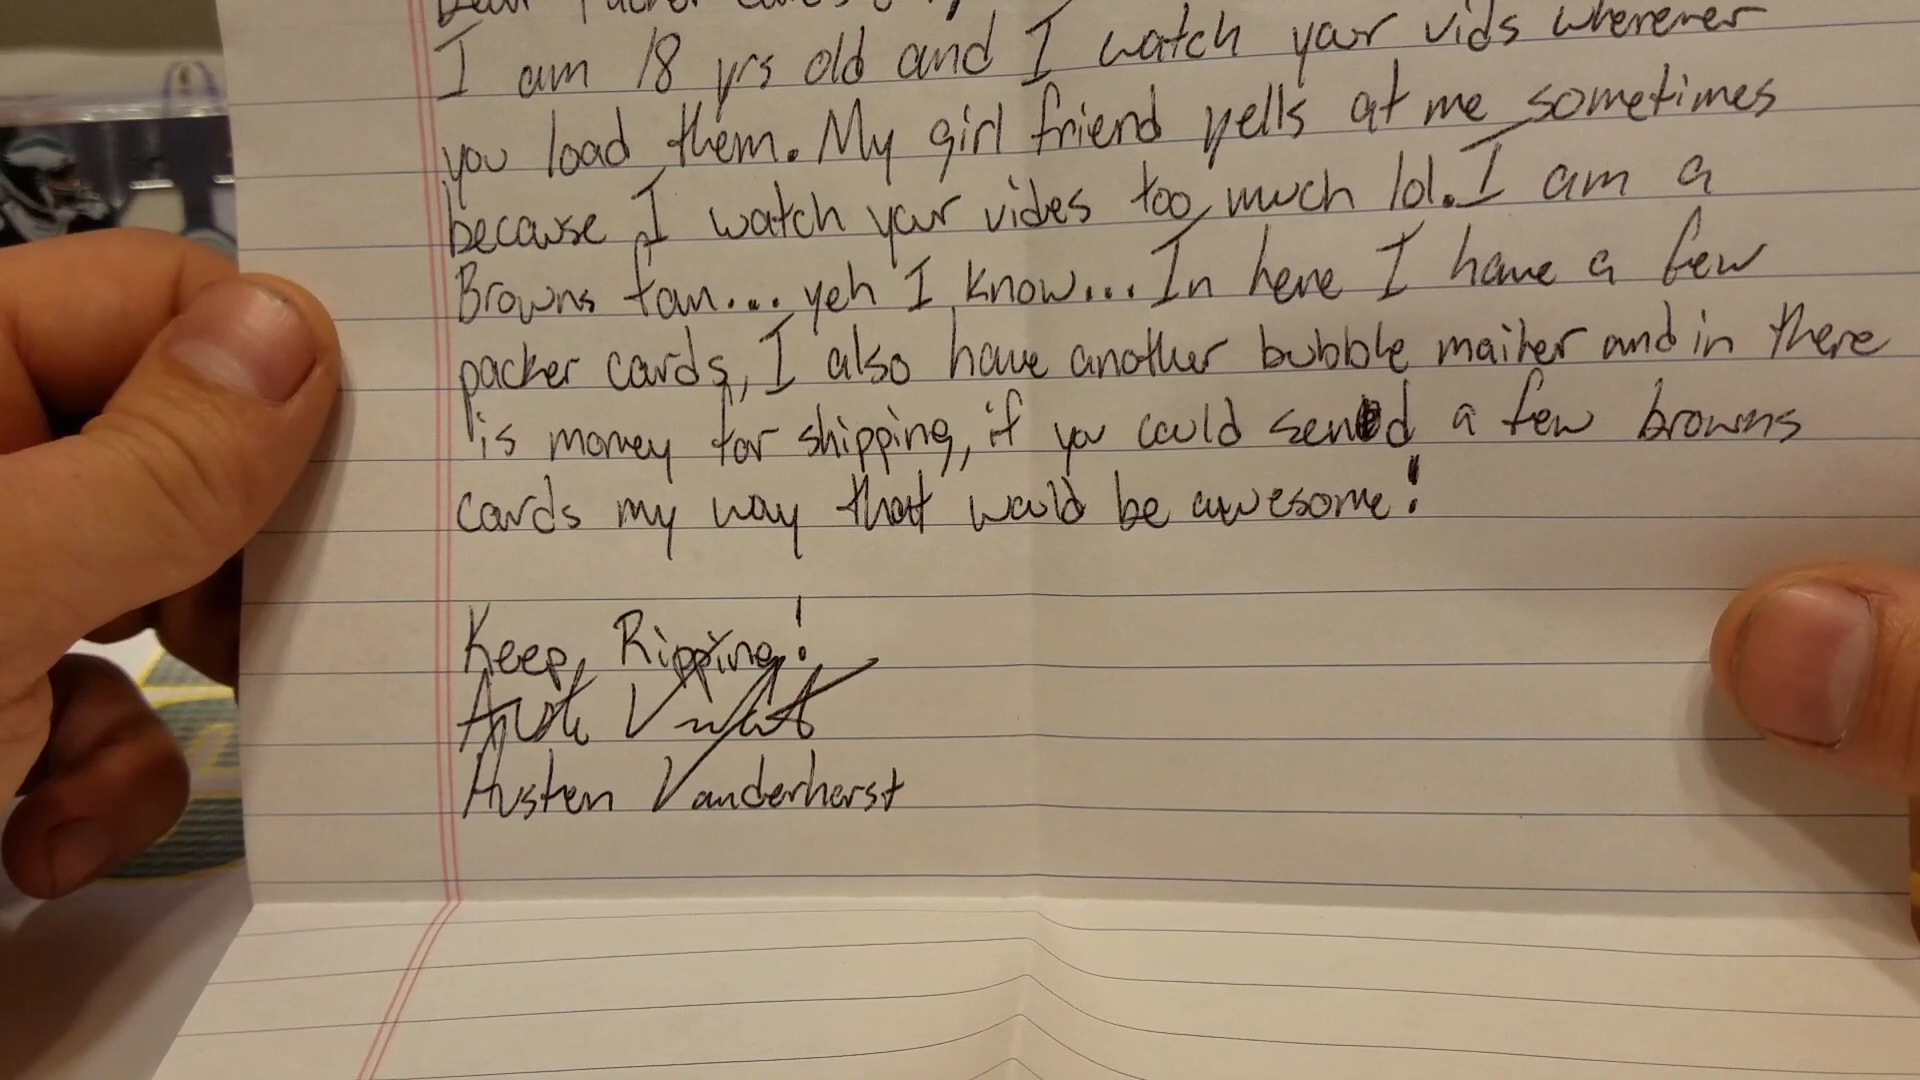 Dear Packer
I am 18 yrs old and I watch your vids whenever
you load them. My girl friend yells at me sometimes
because I watch your vides too much lol. I am a
Browns fan... yeh I know... In here I have a few
packer cards, I also have another bubble mailer and in there
is money for shipping, if you could send a few browns
cards my way that would be awesome!
Keep Ripping!
Austen Vanderherst